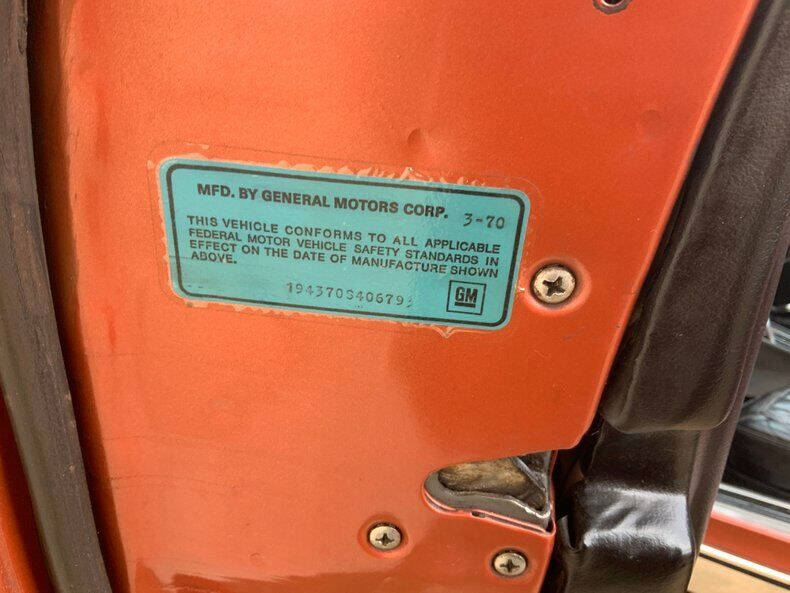 MFD. BY GENERAL MOTORS CORP. 3-70
THIS VEHICLE CONFORMS TO ALL APPLICABLE
FEDERAL MOTOR VEHICLE SAFETY STANDARDS IN
EFFECT ON THE DATE OF MANUFACTURE SHOWN
ABOVE.
194370S406793
GM